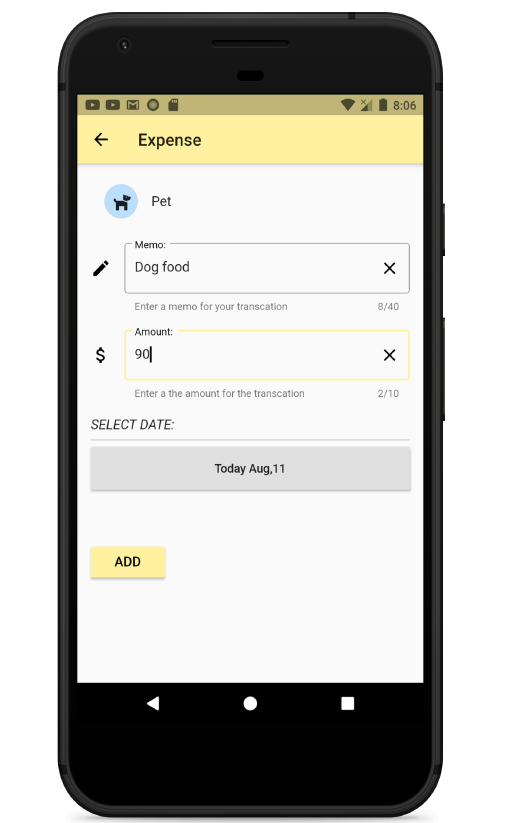 8:06
Expense
Pet
Memo:
Dog food
Enter a memo for your transcation 8/40
Amount:
90
Enter a the amount for the transcation 2/10
SELECT DATE:
Today Aug,11
ADD